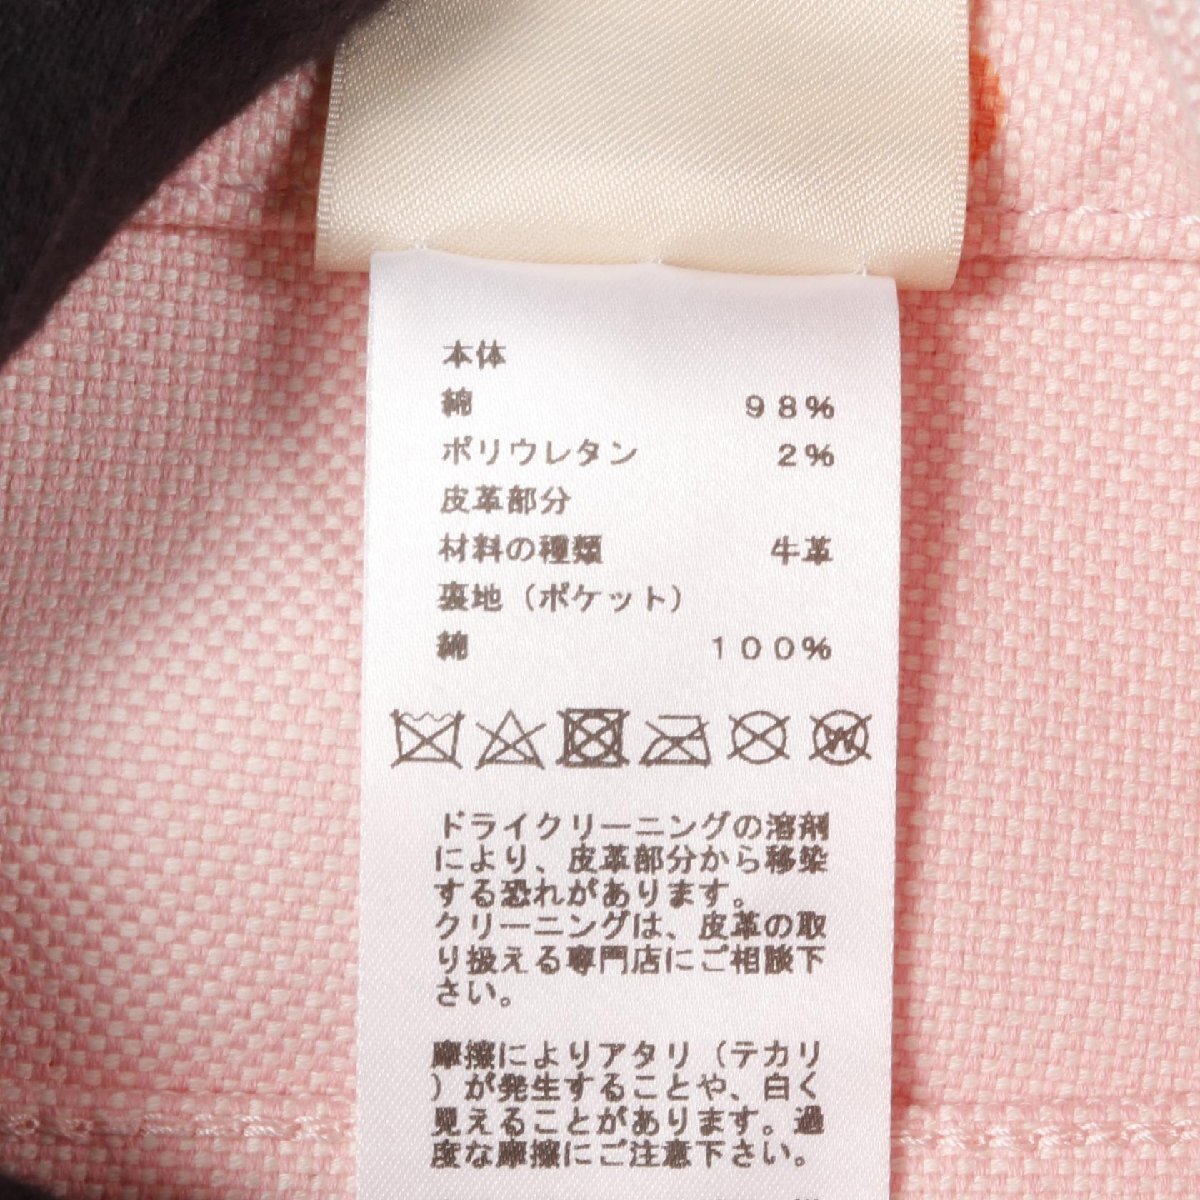 本体
綿 98%
ポリウレタン 2%
皮革部分
材料の種類 牛革
裏地（ポケット）
綿 100%
W
ドライクリーニングの溶剤
により、皮革部分から移染
する恐れがあります。
クリーニングは、皮革の取
り扱える専門店にご相談下
さい。
摩擦によりアタリ（テカリ
）が発生することや、白く
見えることがあります。過
度な摩擦にご注意下さい。